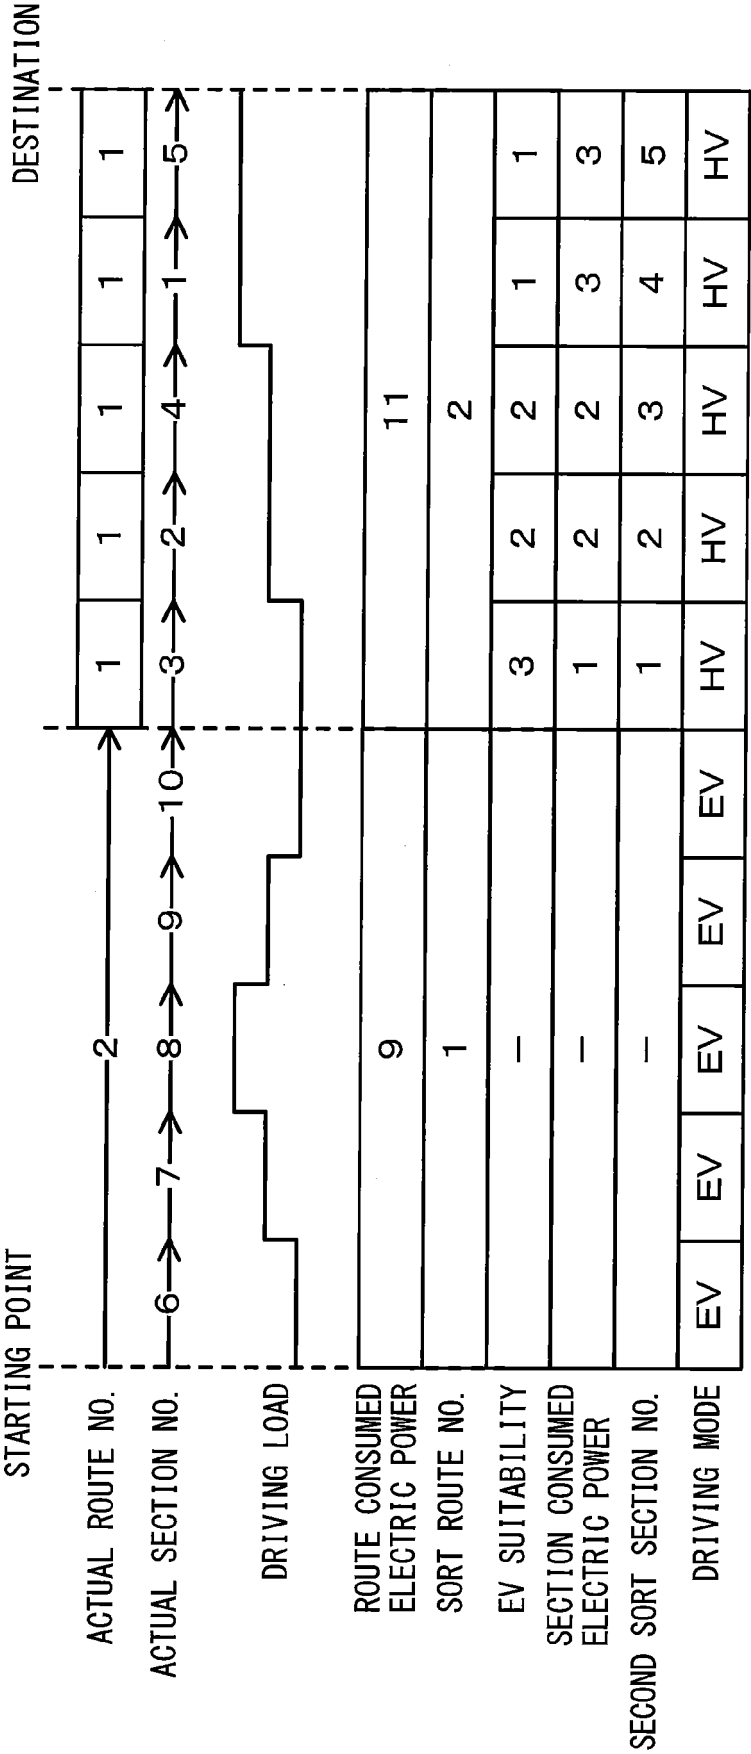 STARTING POINT DESTINATION
ACTUAL ROUTE NO. 2 1 1 1 1 1
ACTUAL SECTION NO. 6 7 8 9 10 3 2 4 1 5
DRIVING LOAD
ROUTE CONSUMED
ELECTRIC POWER 9 11
SORT ROUTE NO. 1 2
EV SUITABILITY – 3 2 2 1 1
SECTION CONSUMED
ELECTRIC POWER – 1 2 2 3 3
SECOND SORT SECTION NO. – 1 2 3 4 5
DRIVING MODE EV EV EV EV EV HV HV HV HV HV